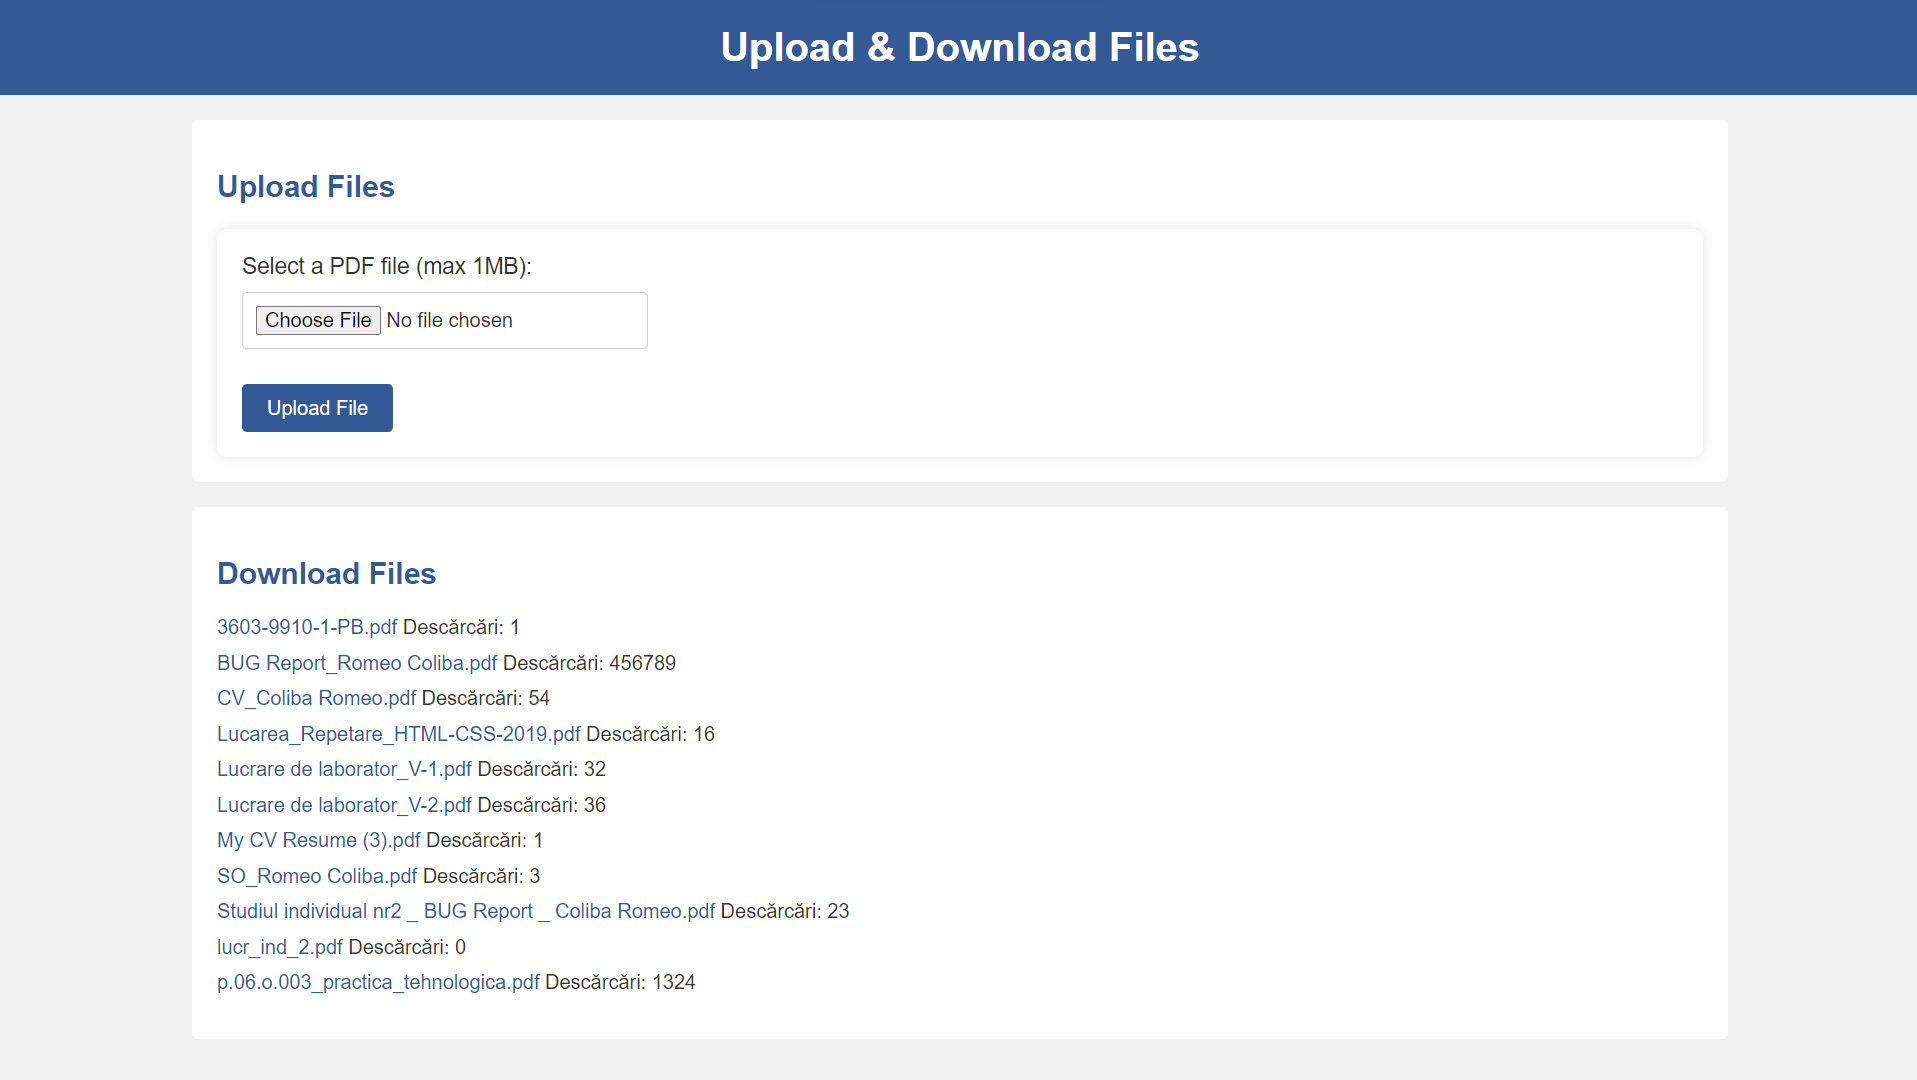 Upload & Download Files
Upload Files
Select a PDF file (max 1MB):
Choose File No file chosen
Upload File
Download Files
3603-9910-1-PB.pdf Descărcări: 1
BUG Report_Romeo Coliba.pdf Descărcări: 456789
CV_Coliba Romeo.pdf Descărcări: 54
Lucarea_Repetare_HTML-CSS-2019.pdf Descărcări: 16
Lucrare de laborator_V-1.pdf Descărcări: 32
Lucrare de laborator_V-2.pdf Descărcări: 36
My CV Resume (3).pdf Descărcări: 1
SO_Romeo Coliba.pdf Descărcări: 3
Studiul individual nr2 _ BUG Report _ Coliba Romeo.pdf Descărcări: 23
lucr_ind_2.pdf Descărcări: 0
p.06.o.003_practica_tehnologica.pdf Descărcări: 1324